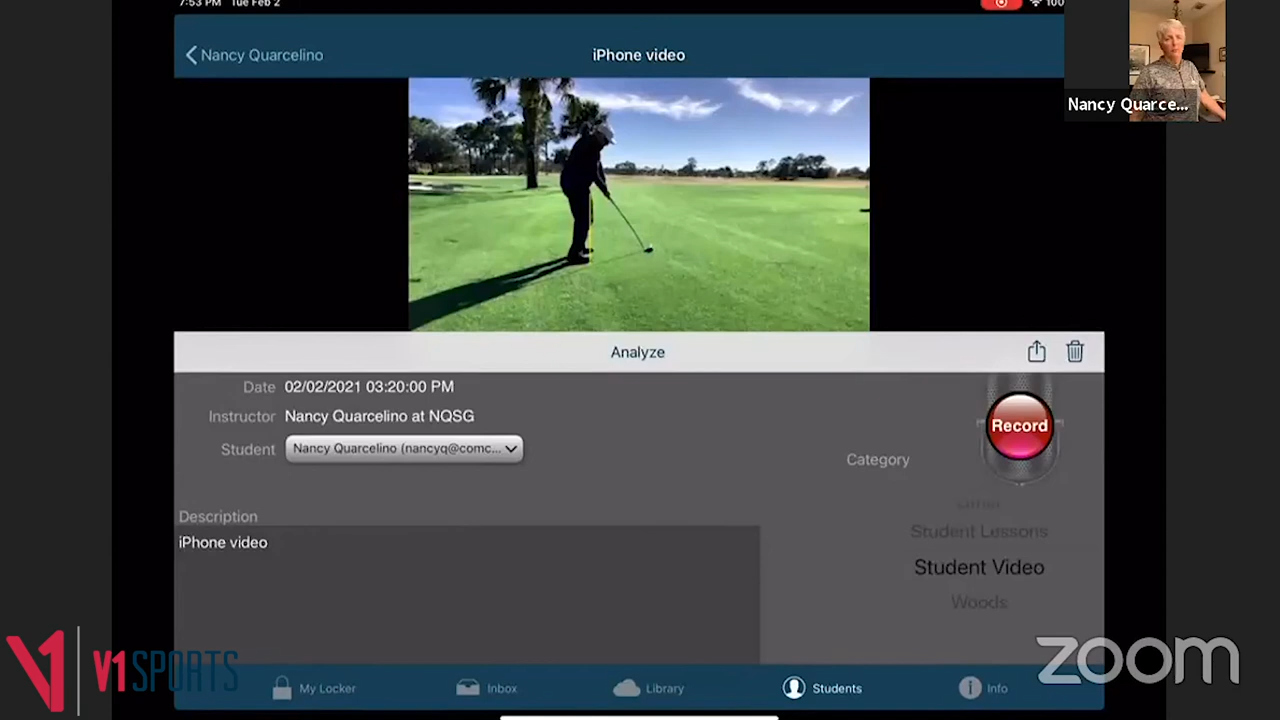 7:53 PM Tue Feb 2
100
Nancy Quarcelino
iPhone video
Nancy Quarce...
Analyze
Date 02/02/2021 03:20:00 PM
Instructor Nancy Quarcelino at NQSG
Record
Student Nancy Quarcelino (nancyq@comc...
Category
Description
iPhone video
Student Lessons
Student Video
Woods
V1
V1SPORTS
zoom
My Locker
Inbox
Library
Students
Info